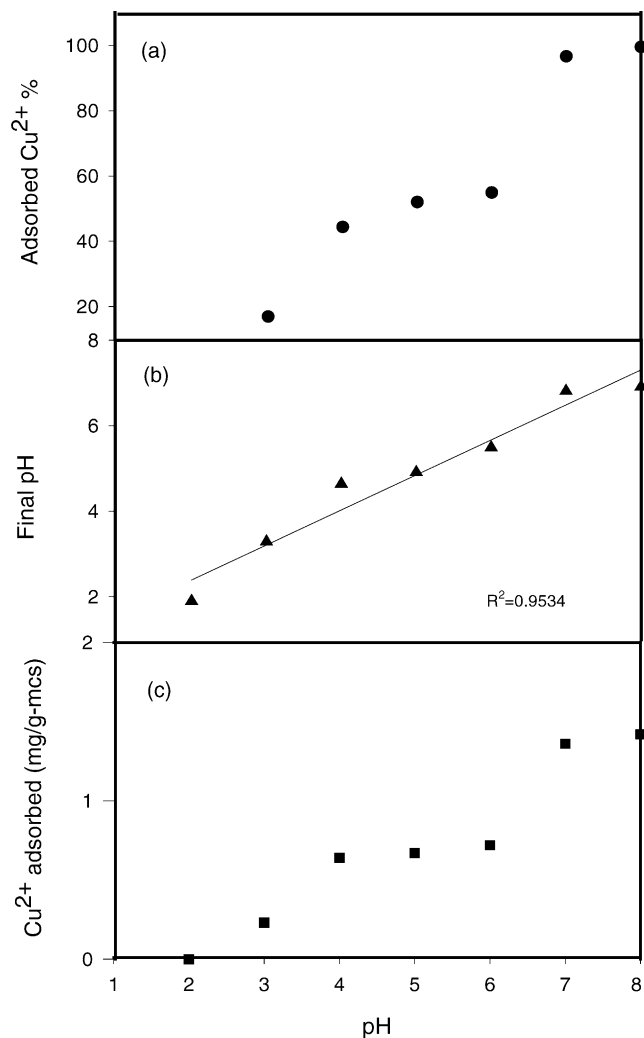 (a)
100
80
60
40
20
Adsorbed Cu2+ %
(b)
8
6
4
2
Final pH
R2=0.9534
(c)
2
1
0
Cu2+ adsorbed (mg/g-mcs)
1 2 3 4 5 6 7 8
pH